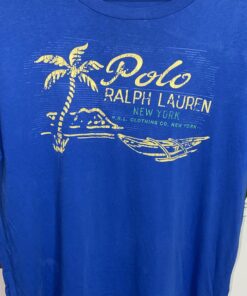 Polo
RALPH LAUREN
NEW YORK
P.R.L. CLOTHING CO. NEW YORK